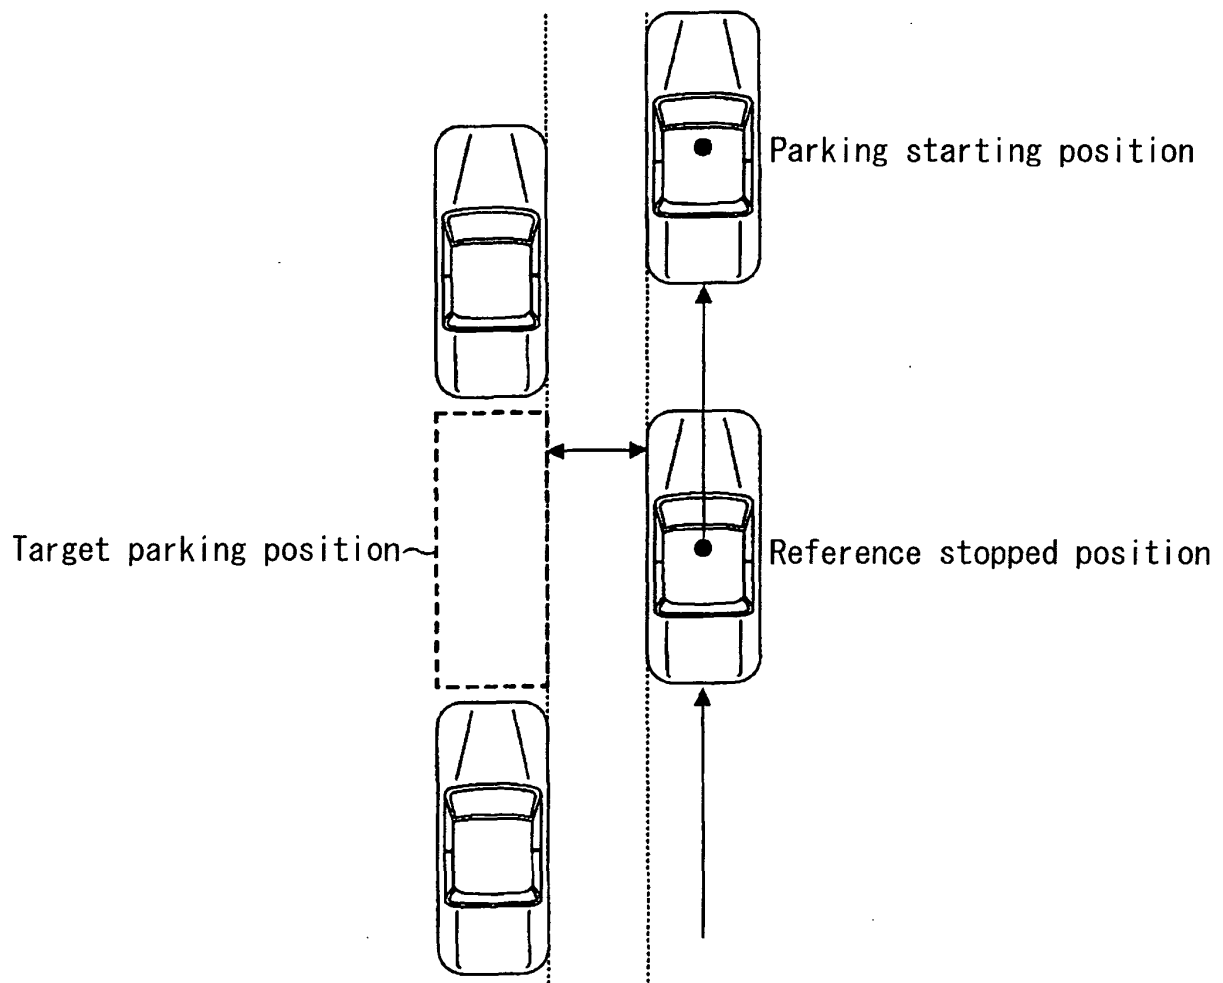 Parking starting position
Target parking position
Reference stopped position